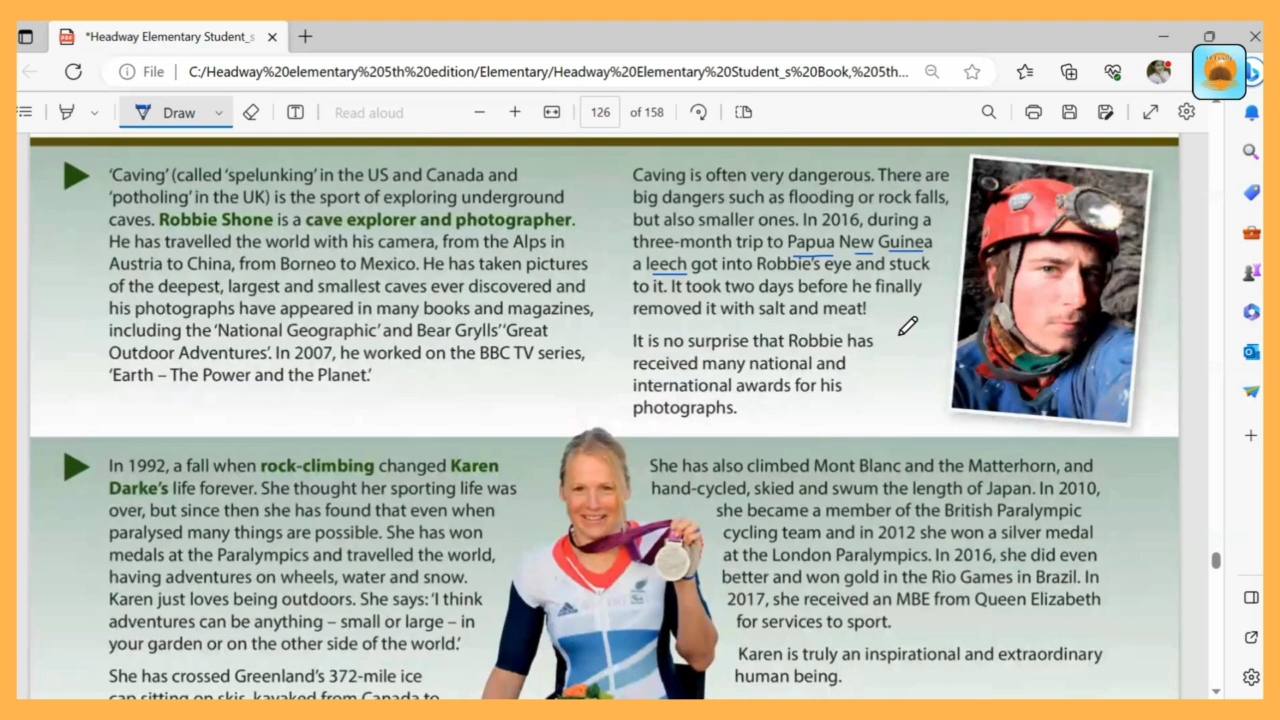 *Headway Elementary Student_s
File
C:/Headway%20elementary%205th%20edition/Elementary/Headway%20Elementary%20Student_s%20Book,%205th...
Draw
Read aloud
126
of 158
'Caving' (called 'spelunking' in the US and Canada and
'potholing' in the UK) is the sport of exploring underground
caves. Robbie Shone is a cave explorer and photographer.
He has travelled the world with his camera, from the Alps in
Austria to China, from Borneo to Mexico. He has taken pictures
of the deepest, largest and smallest caves ever discovered and
his photographs have appeared in many books and magazines,
including the 'National Geographic' and Bear Grylls' 'Great
Outdoor Adventures'. In 2007, he worked on the BBC TV series,
'Earth – The Power and the Planet.'
Caving is often very dangerous. There are
big dangers such as flooding or rock falls,
but also smaller ones. In 2016, during a
three-month trip to Papua New Guinea
a leech got into Robbie's eye and stuck
to it. It took two days before he finally
removed it with salt and meat!
It is no surprise that Robbie has
received many national and
international awards for his
photographs.
In 1992, a fall when rock-climbing changed Karen
Darke's life forever. She thought her sporting life was
over, but since then she has found that even when
paralysed many things are possible. She has won
medals at the Paralympics and travelled the world,
having adventures on wheels, water and snow.
Karen just loves being outdoors. She says: 'I think
adventures can be anything – small or large – in
your garden or on the other side of the world.'
She has crossed Greenland's 372-mile ice
cap sitting on skis, kayaked from Canada to
She has also climbed Mont Blanc and the Matterhorn, and
hand-cycled, skied and swum the length of Japan. In 2010,
she became a member of the British Paralympic
cycling team and in 2012 she won a silver medal
at the London Paralympics. In 2016, she did even
better and won gold in the Rio Games in Brazil. In
2017, she received an MBE from Queen Elizabeth
for services to sport.
Karen is truly an inspirational and extraordinary
human being.